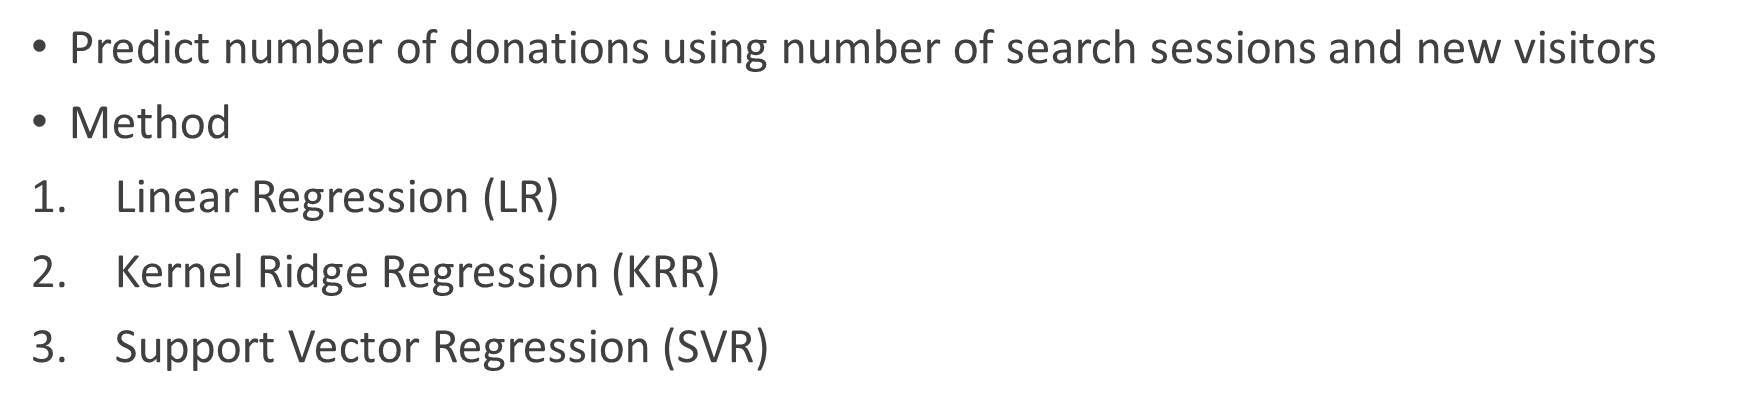 • Predict number of donations using number of search sessions and new visitors
• Method
1. Linear Regression (LR)
2. Kernel Ridge Regression (KRR)
3. Support Vector Regression (SVR)